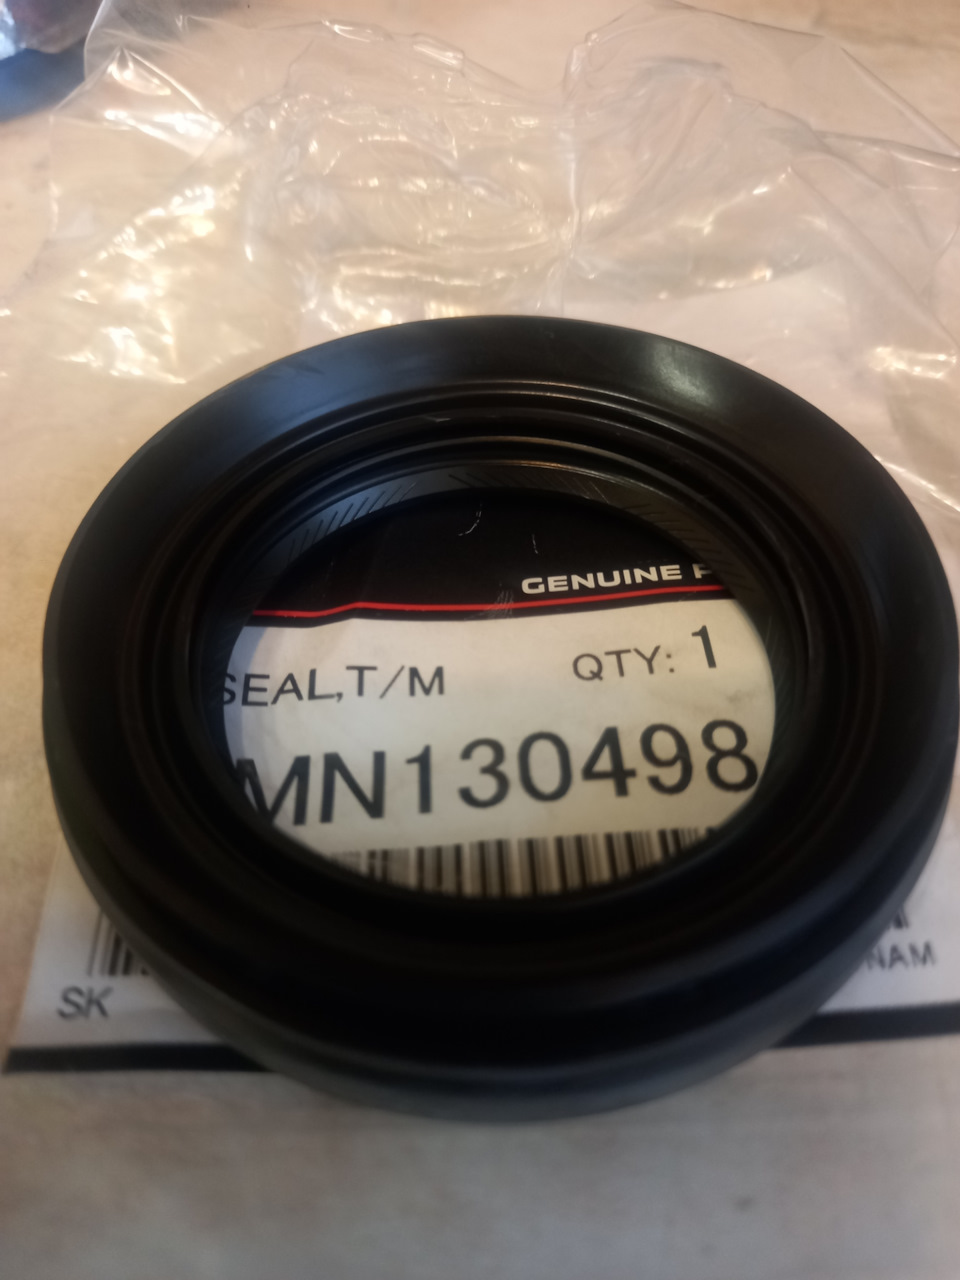 GENUINE P
SEAL,T/M QTY: 1
MN130498
NAM
SK